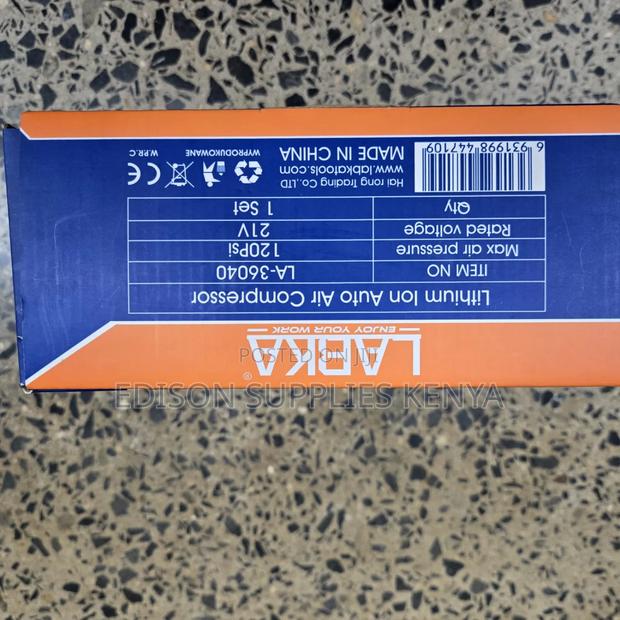 LABKA®
ENJOY YOUR WORK
Lithium Ion Auto Air Compressor
ITEM NO LA-36040
Max air pressure 120Psi
Rated voltage 21V
Qty 1 Set
6 931998 447109
Hai rong Trading Co.,LTD
www.labkatools.com
MADE IN CHINA
WYPRODUKOWANE
W.P.R.C
CE
POSTED ON JIJI
EDISON SUPPLIES KENYA